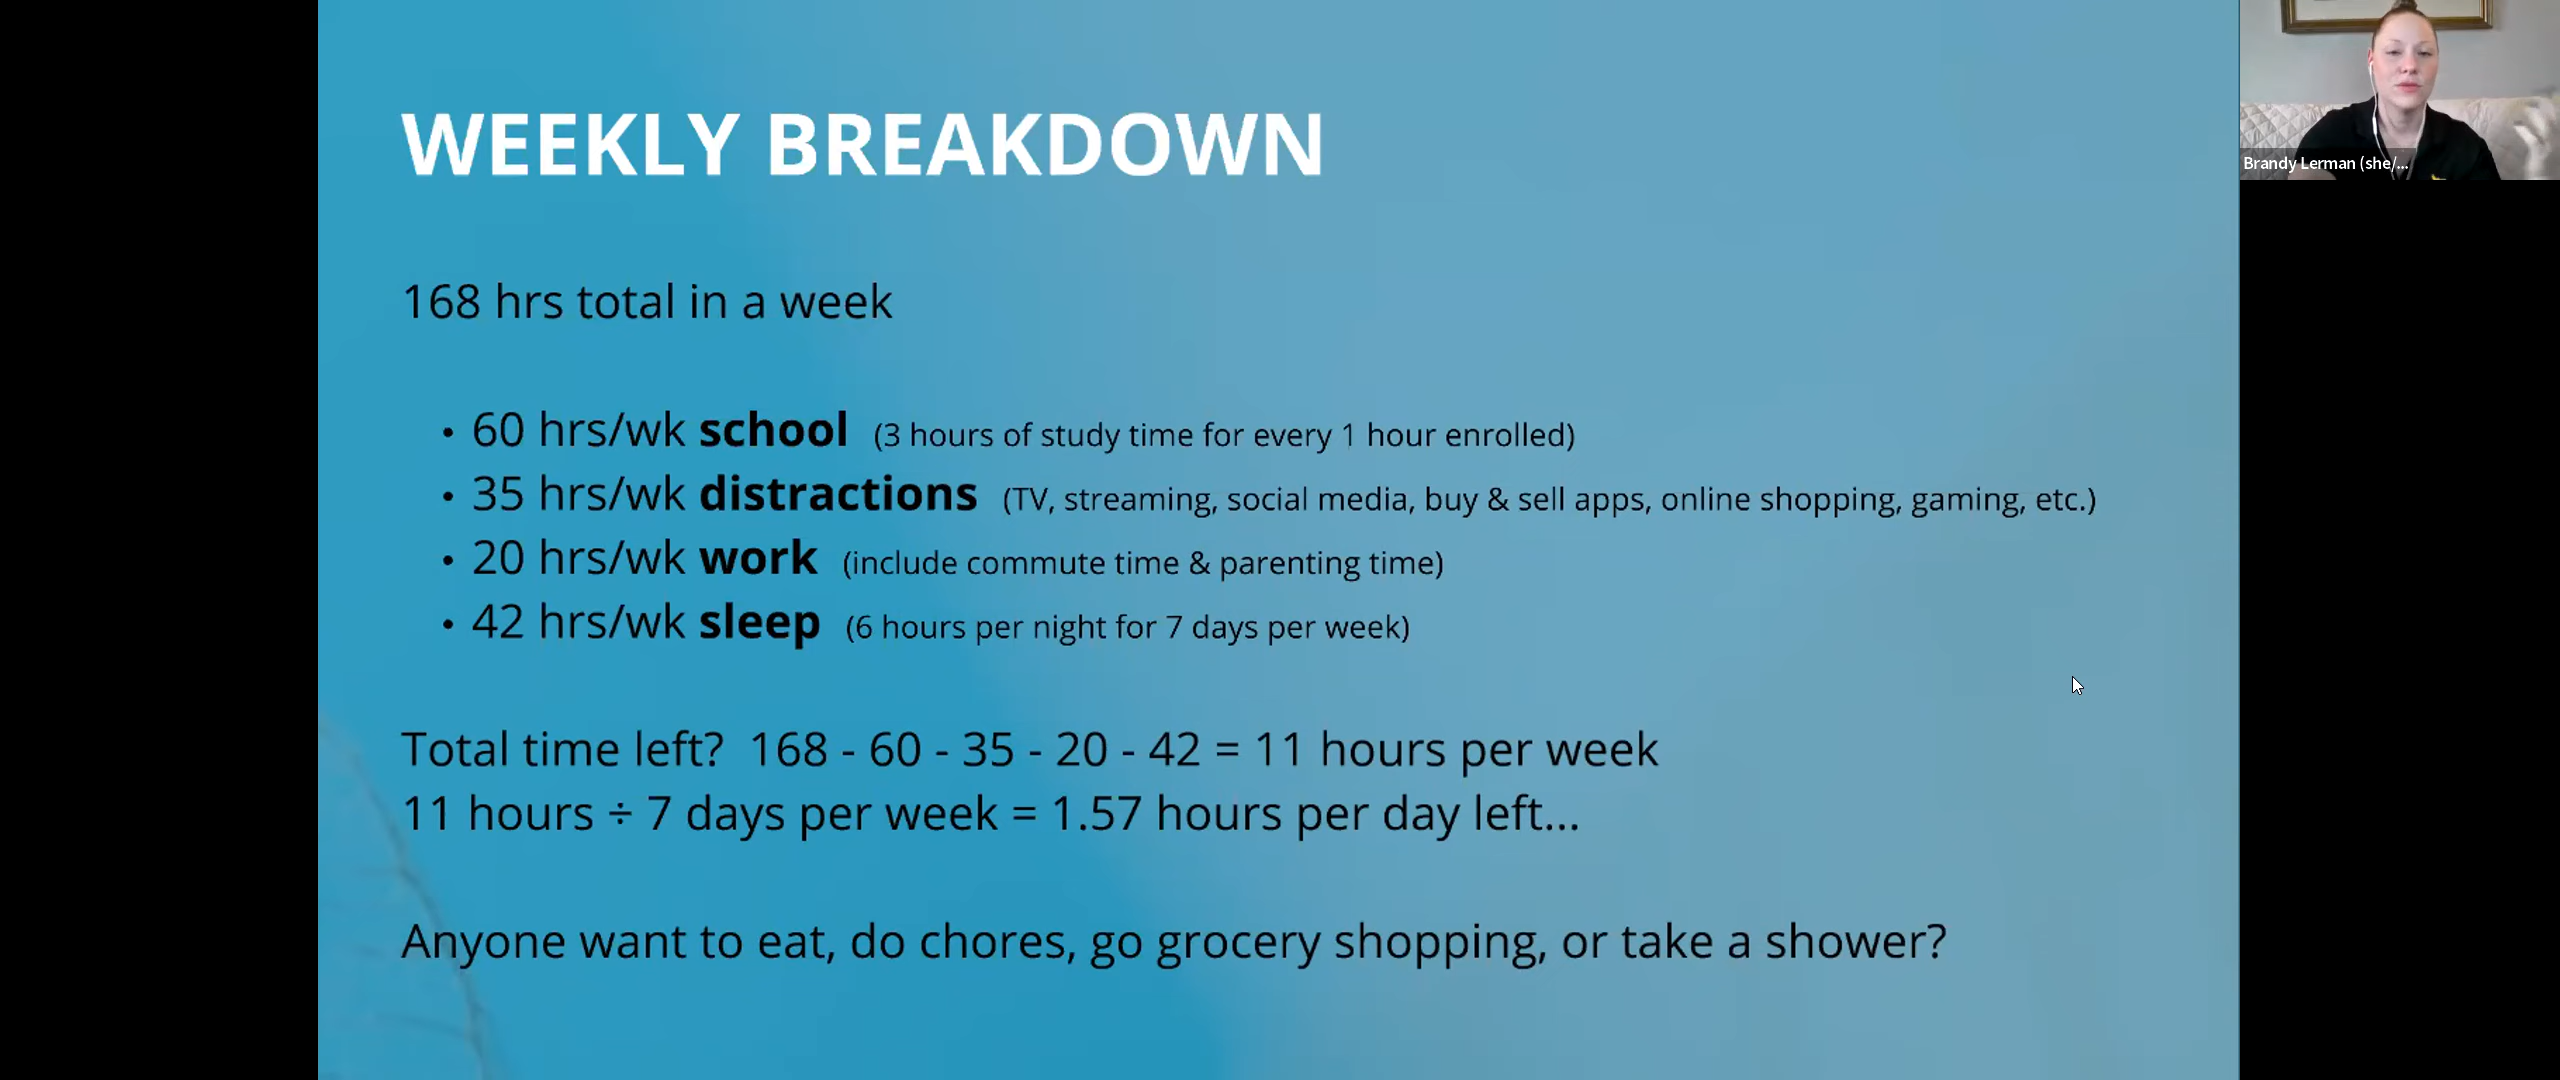 WEEKLY BREAKDOWN
168 hrs total in a week
• 60 hrs/wk school (3 hours of study time for every 1 hour enrolled)
• 35 hrs/wk distractions (TV, streaming, social media, buy & sell apps, online shopping, gaming, etc.)
• 20 hrs/wk work (include commute time & parenting time)
• 42 hrs/wk sleep (6 hours per night for 7 days per week)
Total time left? 168 - 60 - 35 - 20 - 42 = 11 hours per week
11 hours ÷ 7 days per week = 1.57 hours per day left...
Anyone want to eat, do chores, go grocery shopping, or take a shower?
Brandy Lerman (she/...